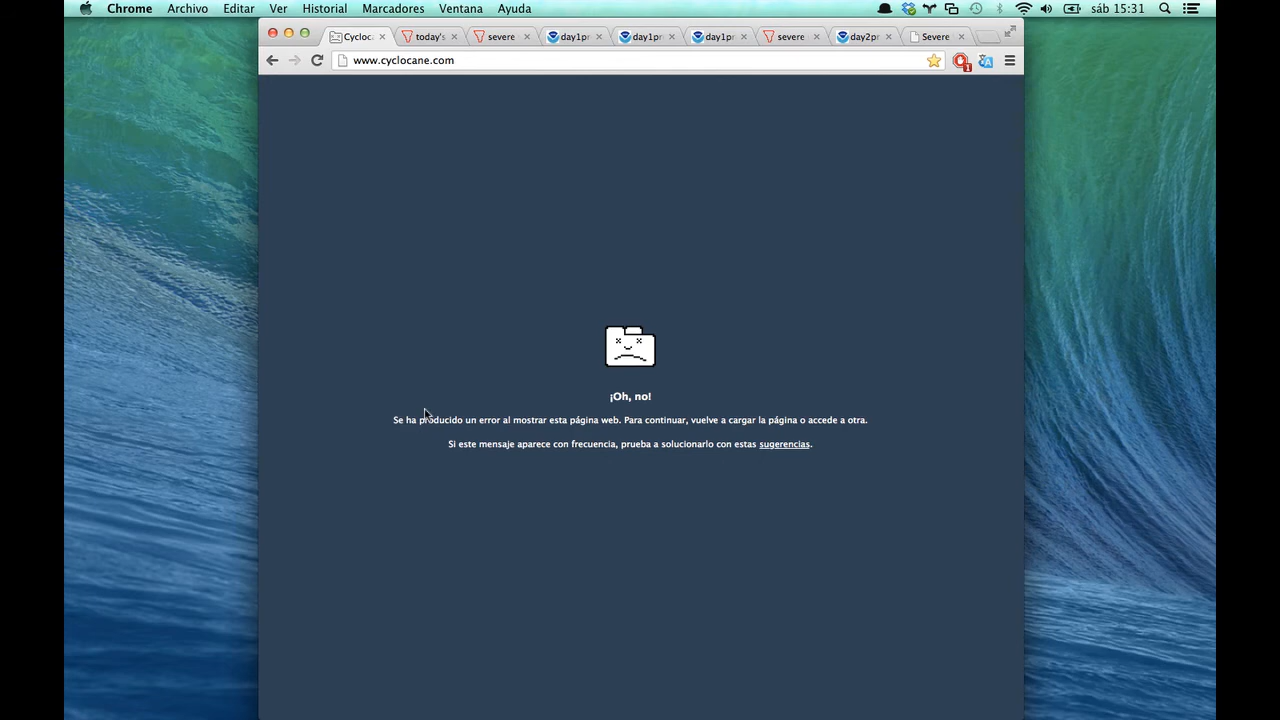 Chrome Archivo Editar Ver Historial Marcadores Ventana Ayuda sáb 15:31
Cycloc today's severe day1pr day1pr day1pr severe day2pr Severe
www.cyclocane.com
1
¡Oh, no!
Se ha producido un error al mostrar esta página web. Para continuar, vuelve a cargar la página o accede a otra.
Si este mensaje aparece con frecuencia, prueba a solucionarlo con estas sugerencias.